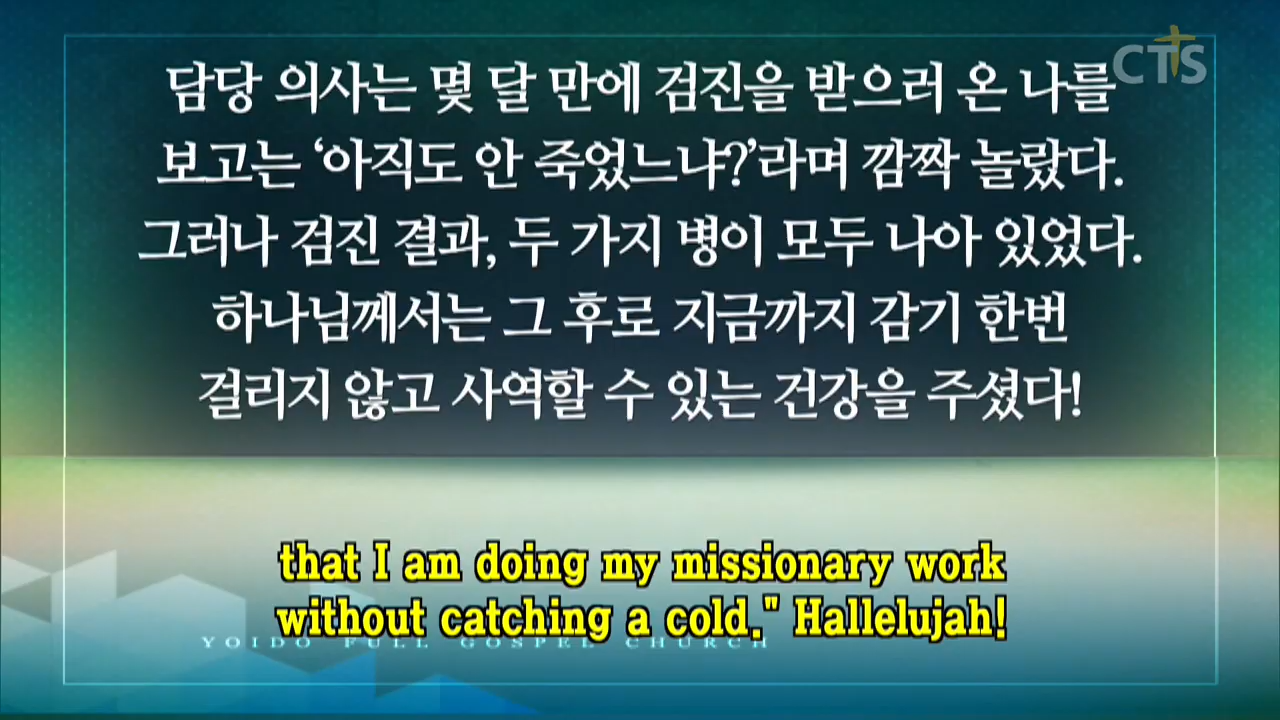 CTS
담당 의사는 몇 달 만에 검진을 받으러 온 나를
보고는 ‘아직도 안 죽었느냐?’라며 깜짝 놀랐다.
그러나 검진 결과, 두 가지 병이 모두 나아 있었다.
하나님께서는 그 후로 지금까지 감기 한번
걸리지 않고 사역할 수 있는 건강을 주셨다!
that I am doing my missionary work
without catching a cold." Hallelujah!
YOIDO FULL GOSPEL CHURCH